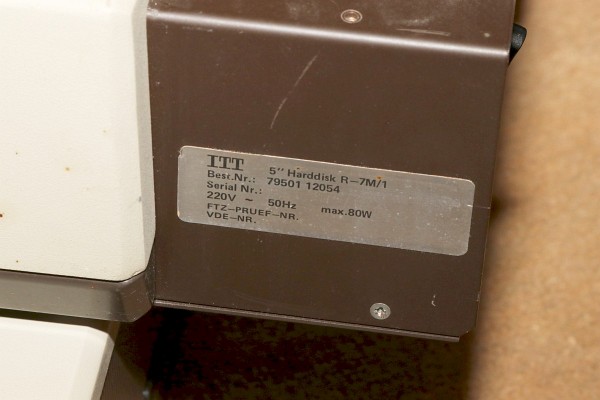 ITT 5" Harddisk R-7M/1
Besr.Nr.: 79501 12054
Serial Nr.:
220V ~ 50Hz max.80W
FTZ-PRUEF-NR.
VDE-NR.